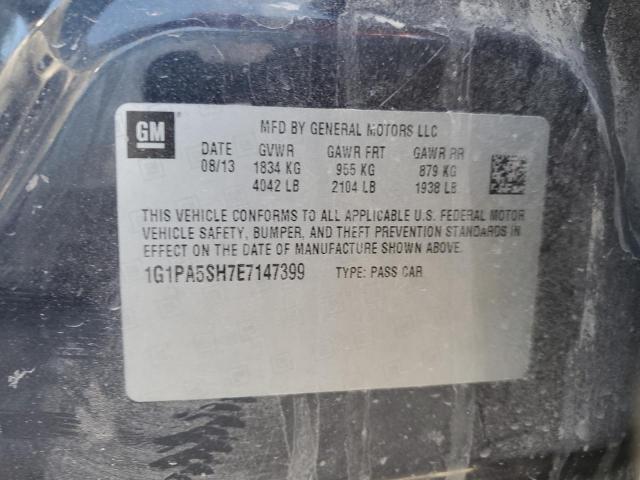 GM
MFD BY GENERAL MOTORS LLC
DATE GVWR GAWR FRT GAWR RR
08/13 1834 KG 955 KG 879 KG
4042 LB 2104 LB 1938 LB
THIS VEHICLE CONFORMS TO ALL APPLICABLE U.S. FEDERAL MOTOR
VEHICLE SAFETY, BUMPER, AND THEFT PREVENTION STANDARDS IN
EFFECT ON THE DATE OF MANUFACTURE SHOWN ABOVE.
1G1PA5SH7E7147399 TYPE: PASS CAR